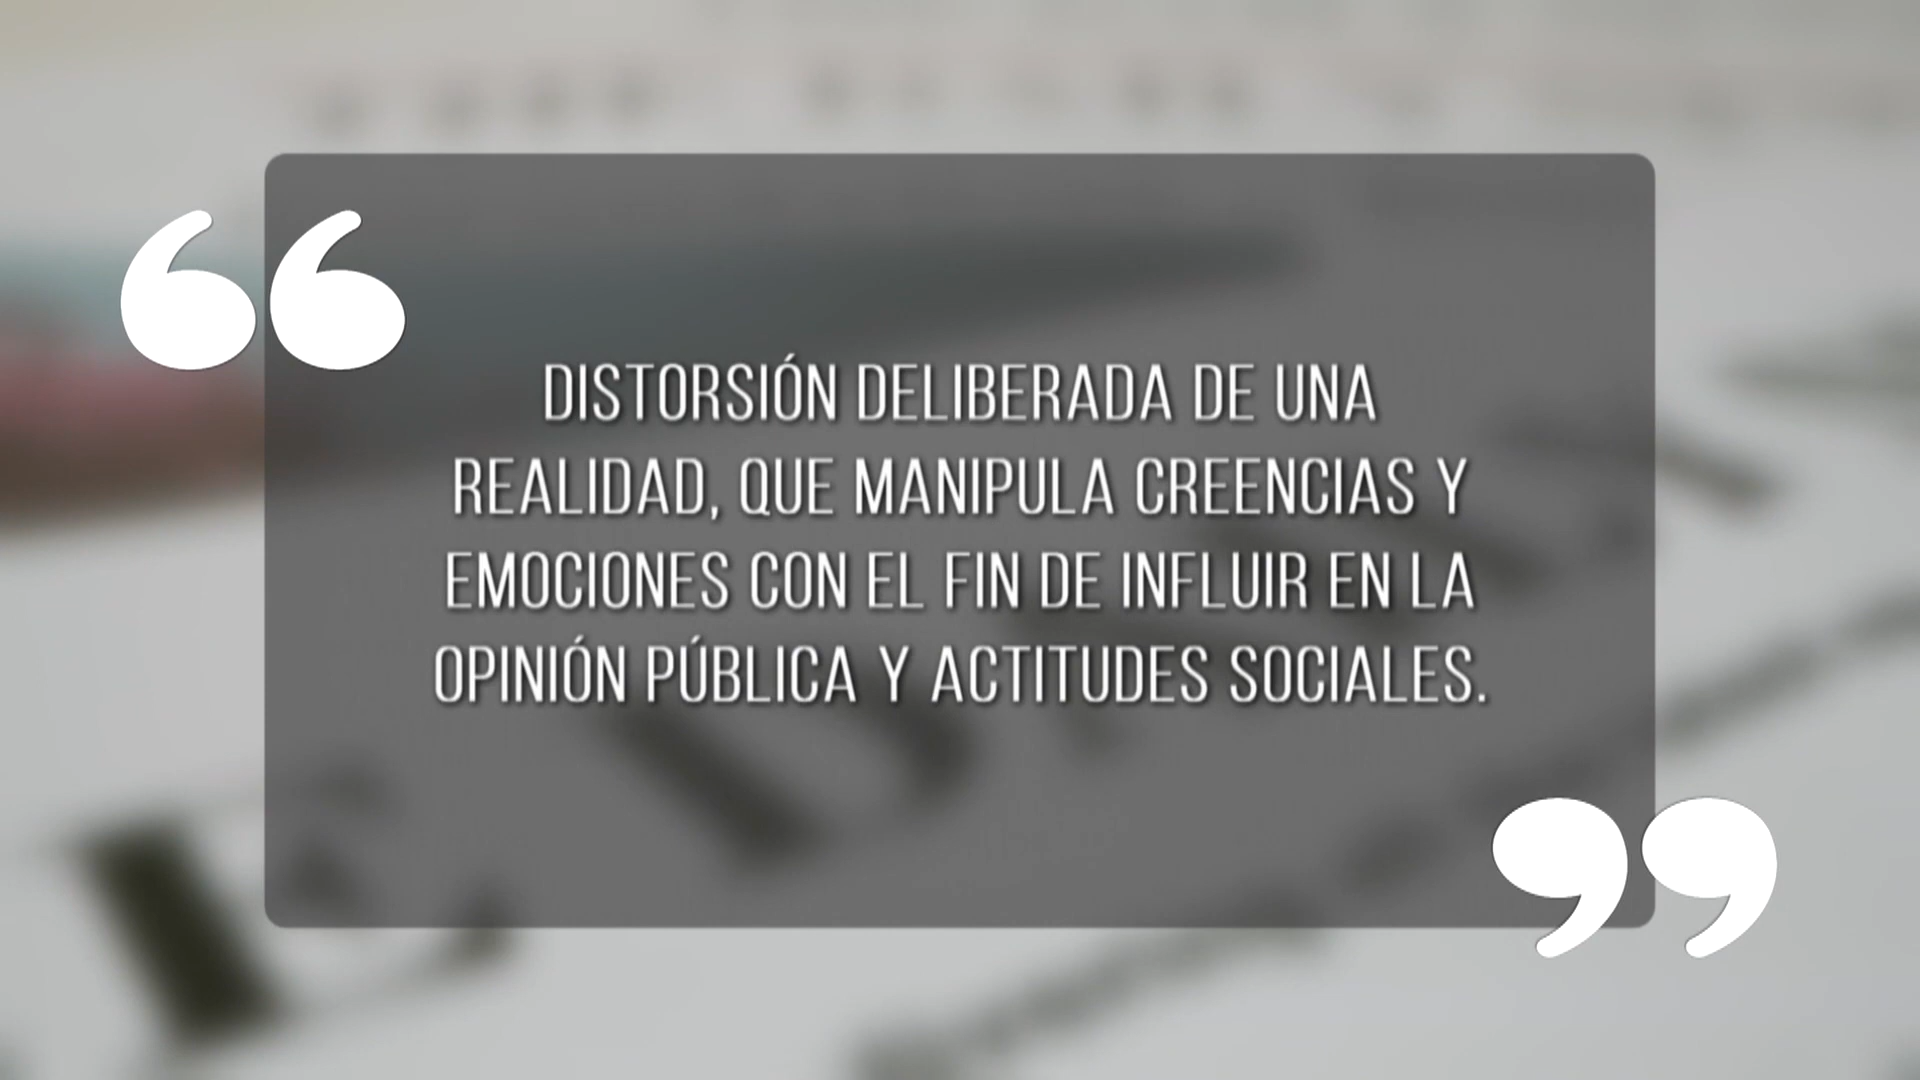 DISTORSIÓN DELIBERADA DE UNA
REALIDAD, QUE MANIPULA CREENCIAS Y
EMOCIONES CON EL FIN DE INFLUIR EN LA
OPINIÓN PÚBLICA Y ACTITUDES SOCIALES.